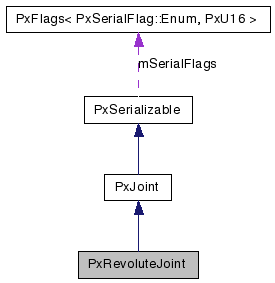 PxFlags< PxSerialFlag::Enum, PxU16 >
mSerialFlags
PxSerializable
PxJoint
PxRevoluteJoint